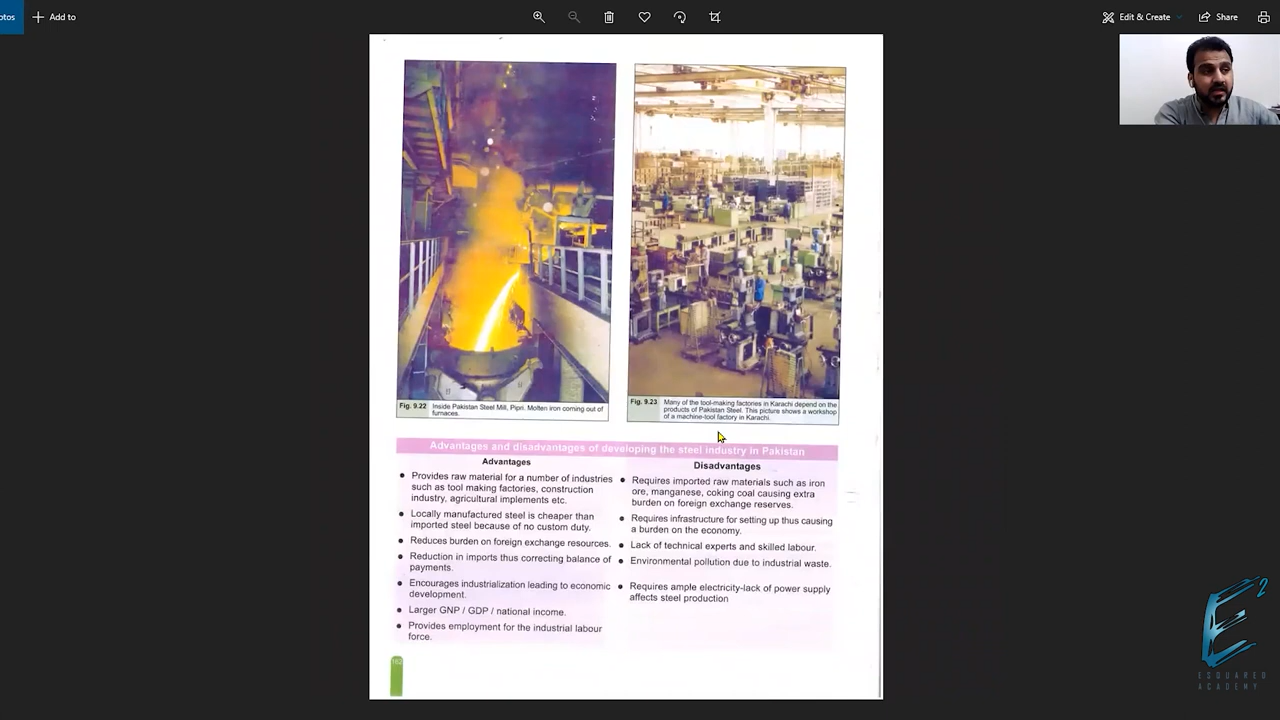 otos
Add to
Edit & Create
Share
Fig. 9.22
Inside Pakistan Steel Mill, Pipri. Molten iron coming out of
furnaces.
Fig. 9.23
Many of the tool-making factories in Karachi depend on the
products of Pakistan Steel. This picture shows a workshop
of a machine-tool factory in Karachi.
Advantages and disadvantages of developing the steel industry in Pakistan
Advantages
• Provides raw material for a number of industries
such as tool making factories, construction
industry, agricultural implements etc.
• Locally manufactured steel is cheaper than
imported steel because of no custom duty.
• Reduces burden on foreign exchange resources.
• Reduction in imports thus correcting balance of
payments.
• Encourages industrialization leading to economic
development.
• Larger GNP / GDP / national income.
• Provides employment for the industrial labour
force.
Disadvantages
• Requires imported raw materials such as iron
ore, manganese, coking coal causing extra
burden on foreign exchange reserves.
• Requires infrastructure for setting up thus causing
a burden on the economy.
• Lack of technical experts and skilled labour.
• Environmental pollution due to industrial waste.
• Requires ample electricity-lack of power supply
affects steel production
162
E2
ESQUARED
ACADEMY